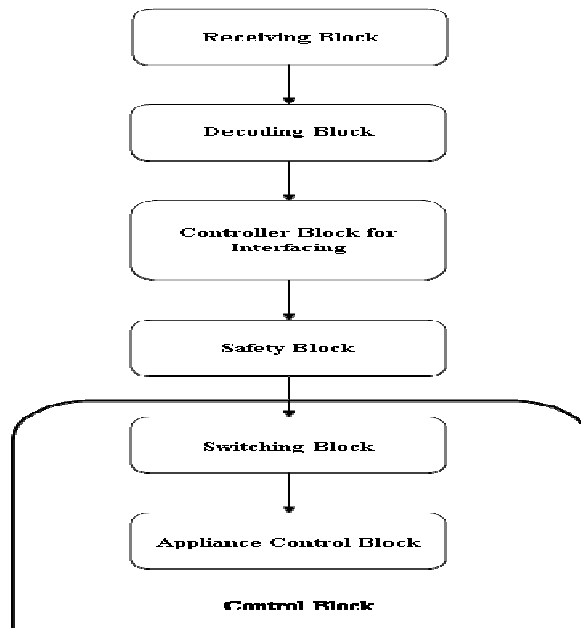 Receiving Block
Decoding Block
Controller Block for
Interfacing
Safety Block
Switching Block
Appliance Control Block
Control Block